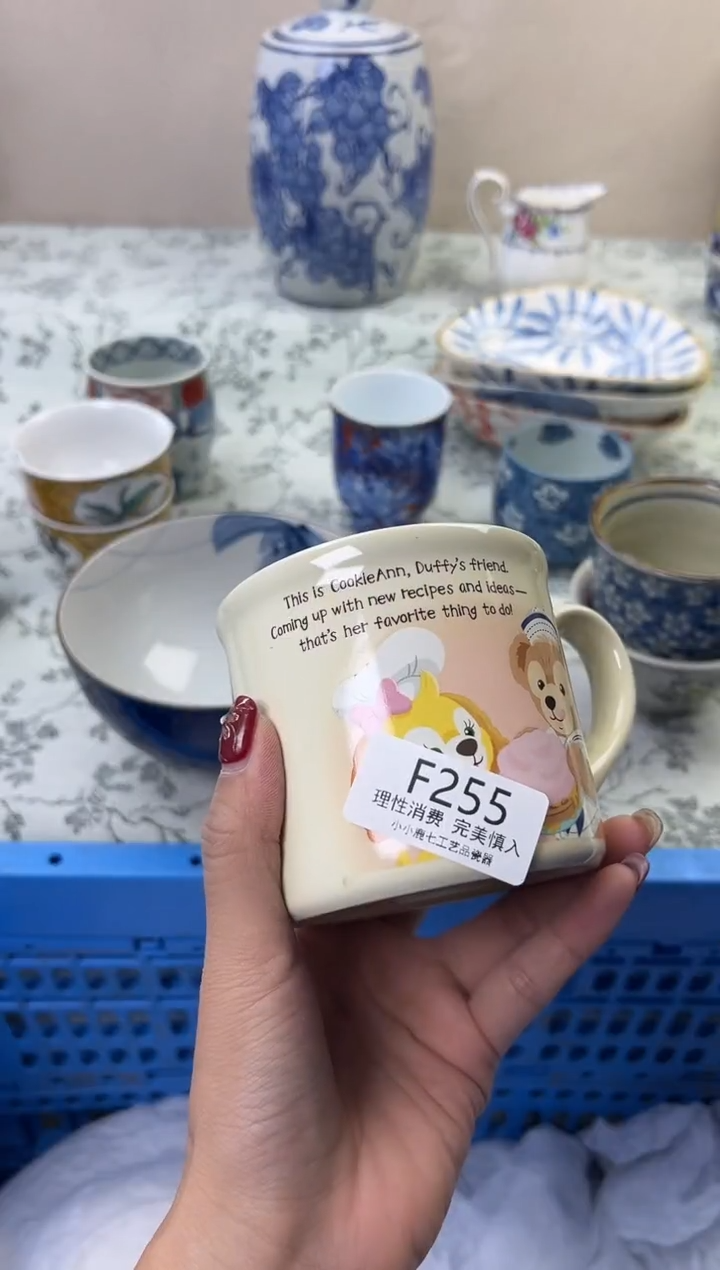 This is CookieAnn, Duffy's friend.
Coming up with new recipes and ideas—
that's her favorite thing to do!
F255
理性消费 完美慎入
小小鹿七工艺品瓷器